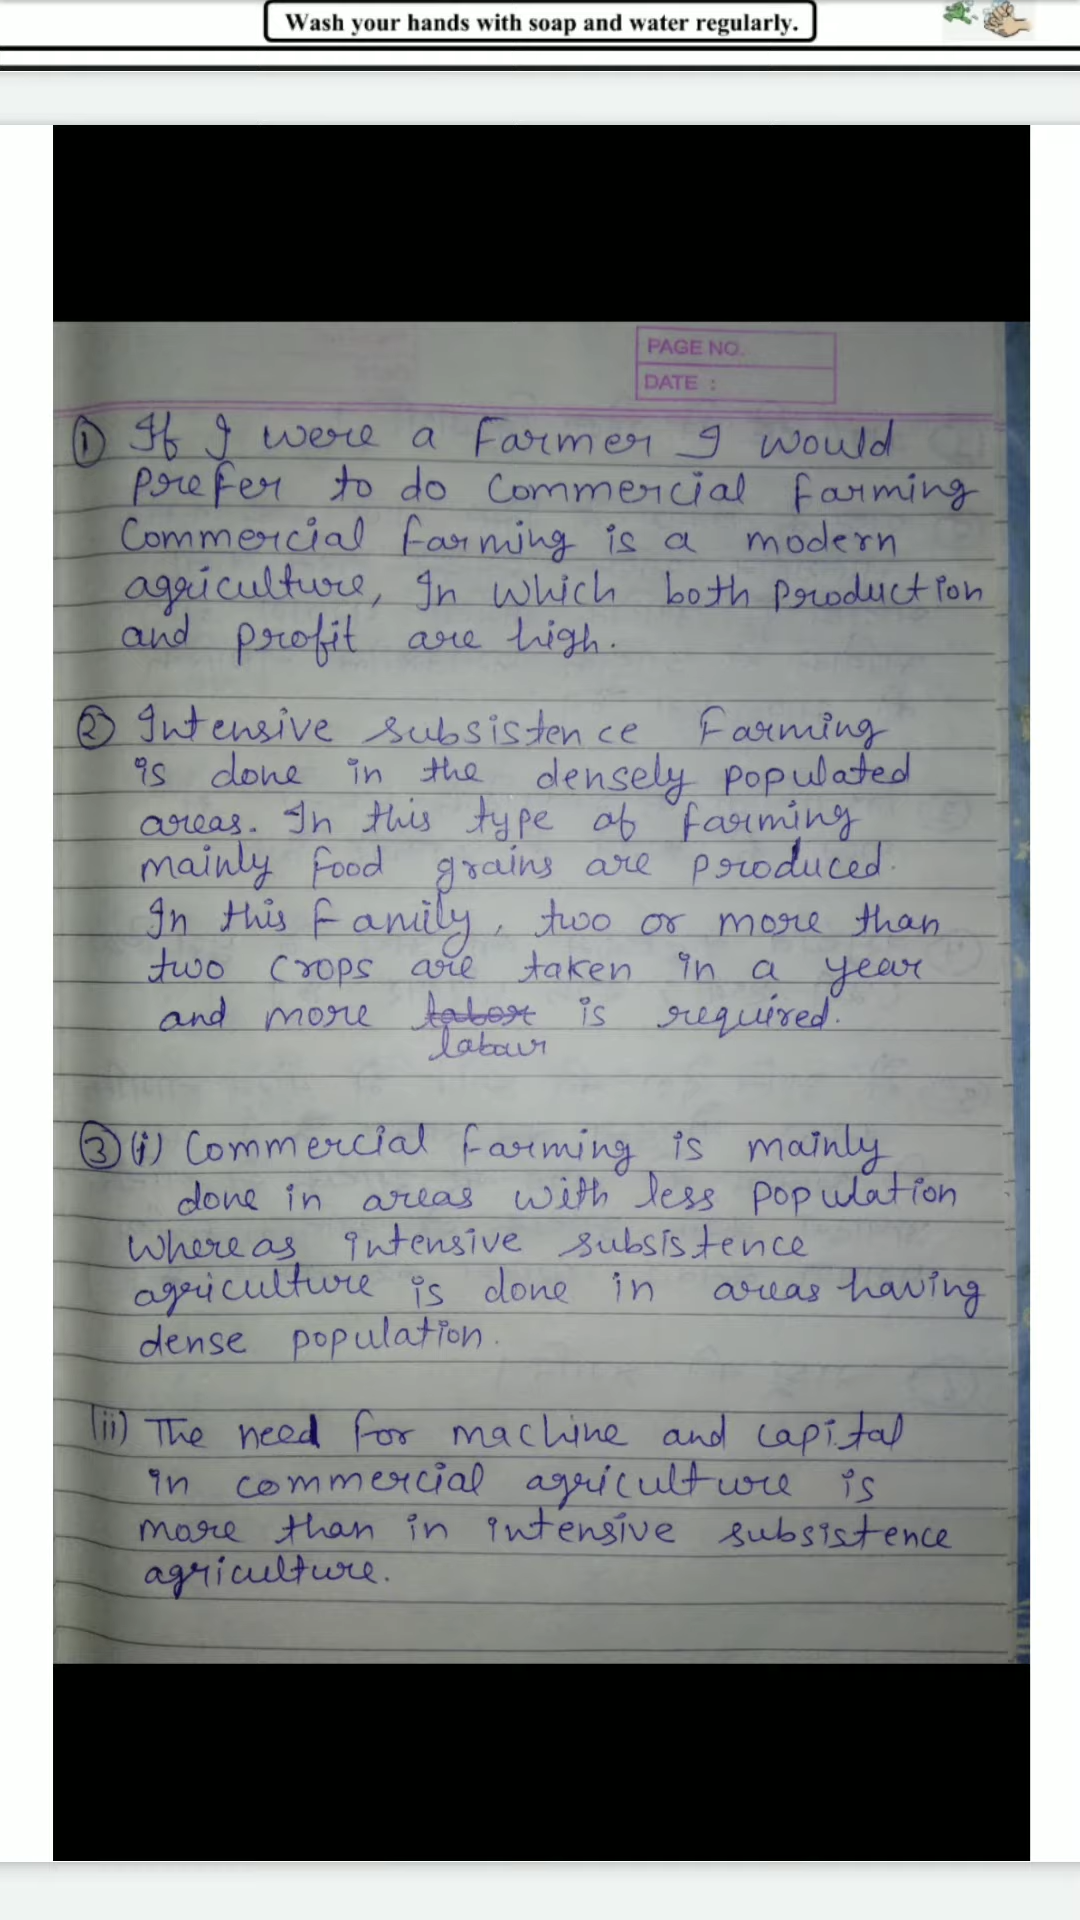 Wash your hands with soap and water regularly.
PAGE NO.
DATE :
① If I were a Farmer I would
prefer to do commercial farming
Commercial farming is a modern
agriculture, In which both production
and profit are high.
② Intensive subsistence Farming
is done in the densely populated
areas. In this type of farming
mainly food grains are produced.
In this family, two or more than
two crops are taken in a year
and more labor is required.
labour
③ (i) Commercial farming is mainly
done in areas with less population
whereas intensive subsistence
agriculture is done in areas having
dense population.
(ii) The need for machine and capital
in commercial agriculture is
more than in intensive subsistence
agriculture.